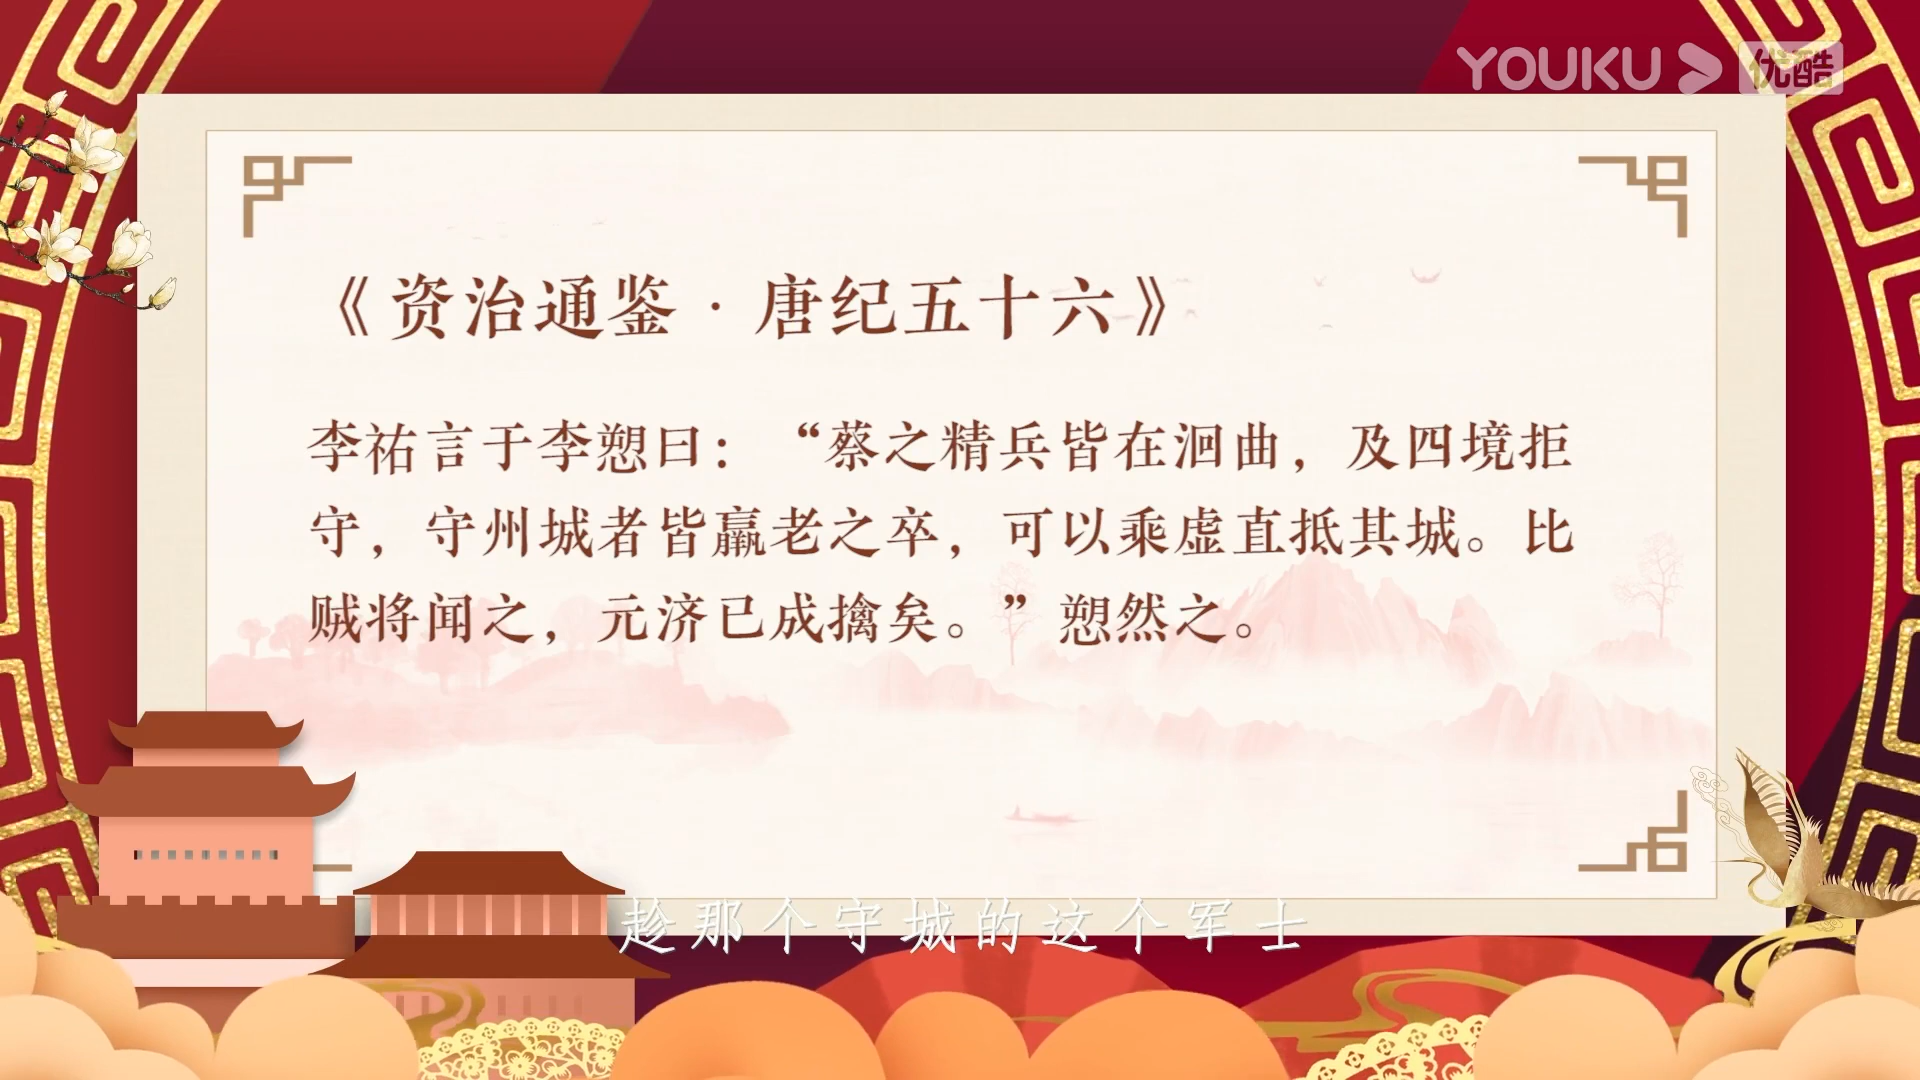 YOUKU 优酷
《资治通鉴·唐纪五十六》
李祐言于李愬曰：“蔡之精兵皆在洄曲，及四境拒
守，守州城者皆羸老之卒，可以乘虚直抵其城。比
贼将闻之，元济已成擒矣。”愬然之。
趁那个守城的这个军士